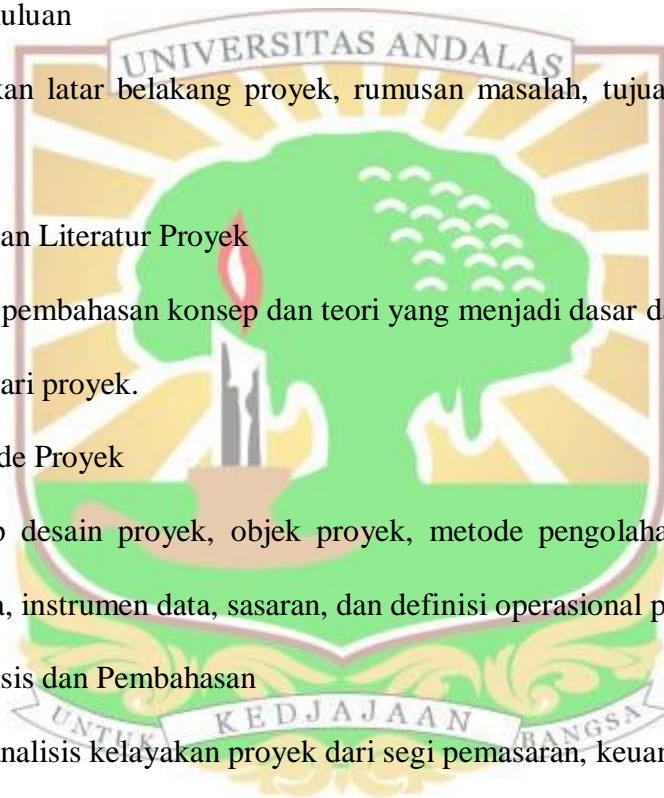 uluan
UNIVERSITAS ANDALAS
kan latar belakang proyek, rumusan masalah, tujua
an Literatur Proyek
pembahasan konsep dan teori yang menjadi dasar da
ari proyek.
de Proyek
desain proyek, objek proyek, metode pengolaha
a, instrumen data, sasaran, dan definisi operasional p
sis dan Pembahasan
UNTUK KEDJAJAAN BANGSA
nalisis kelayakan proyek dari segi pemasaran, keuan